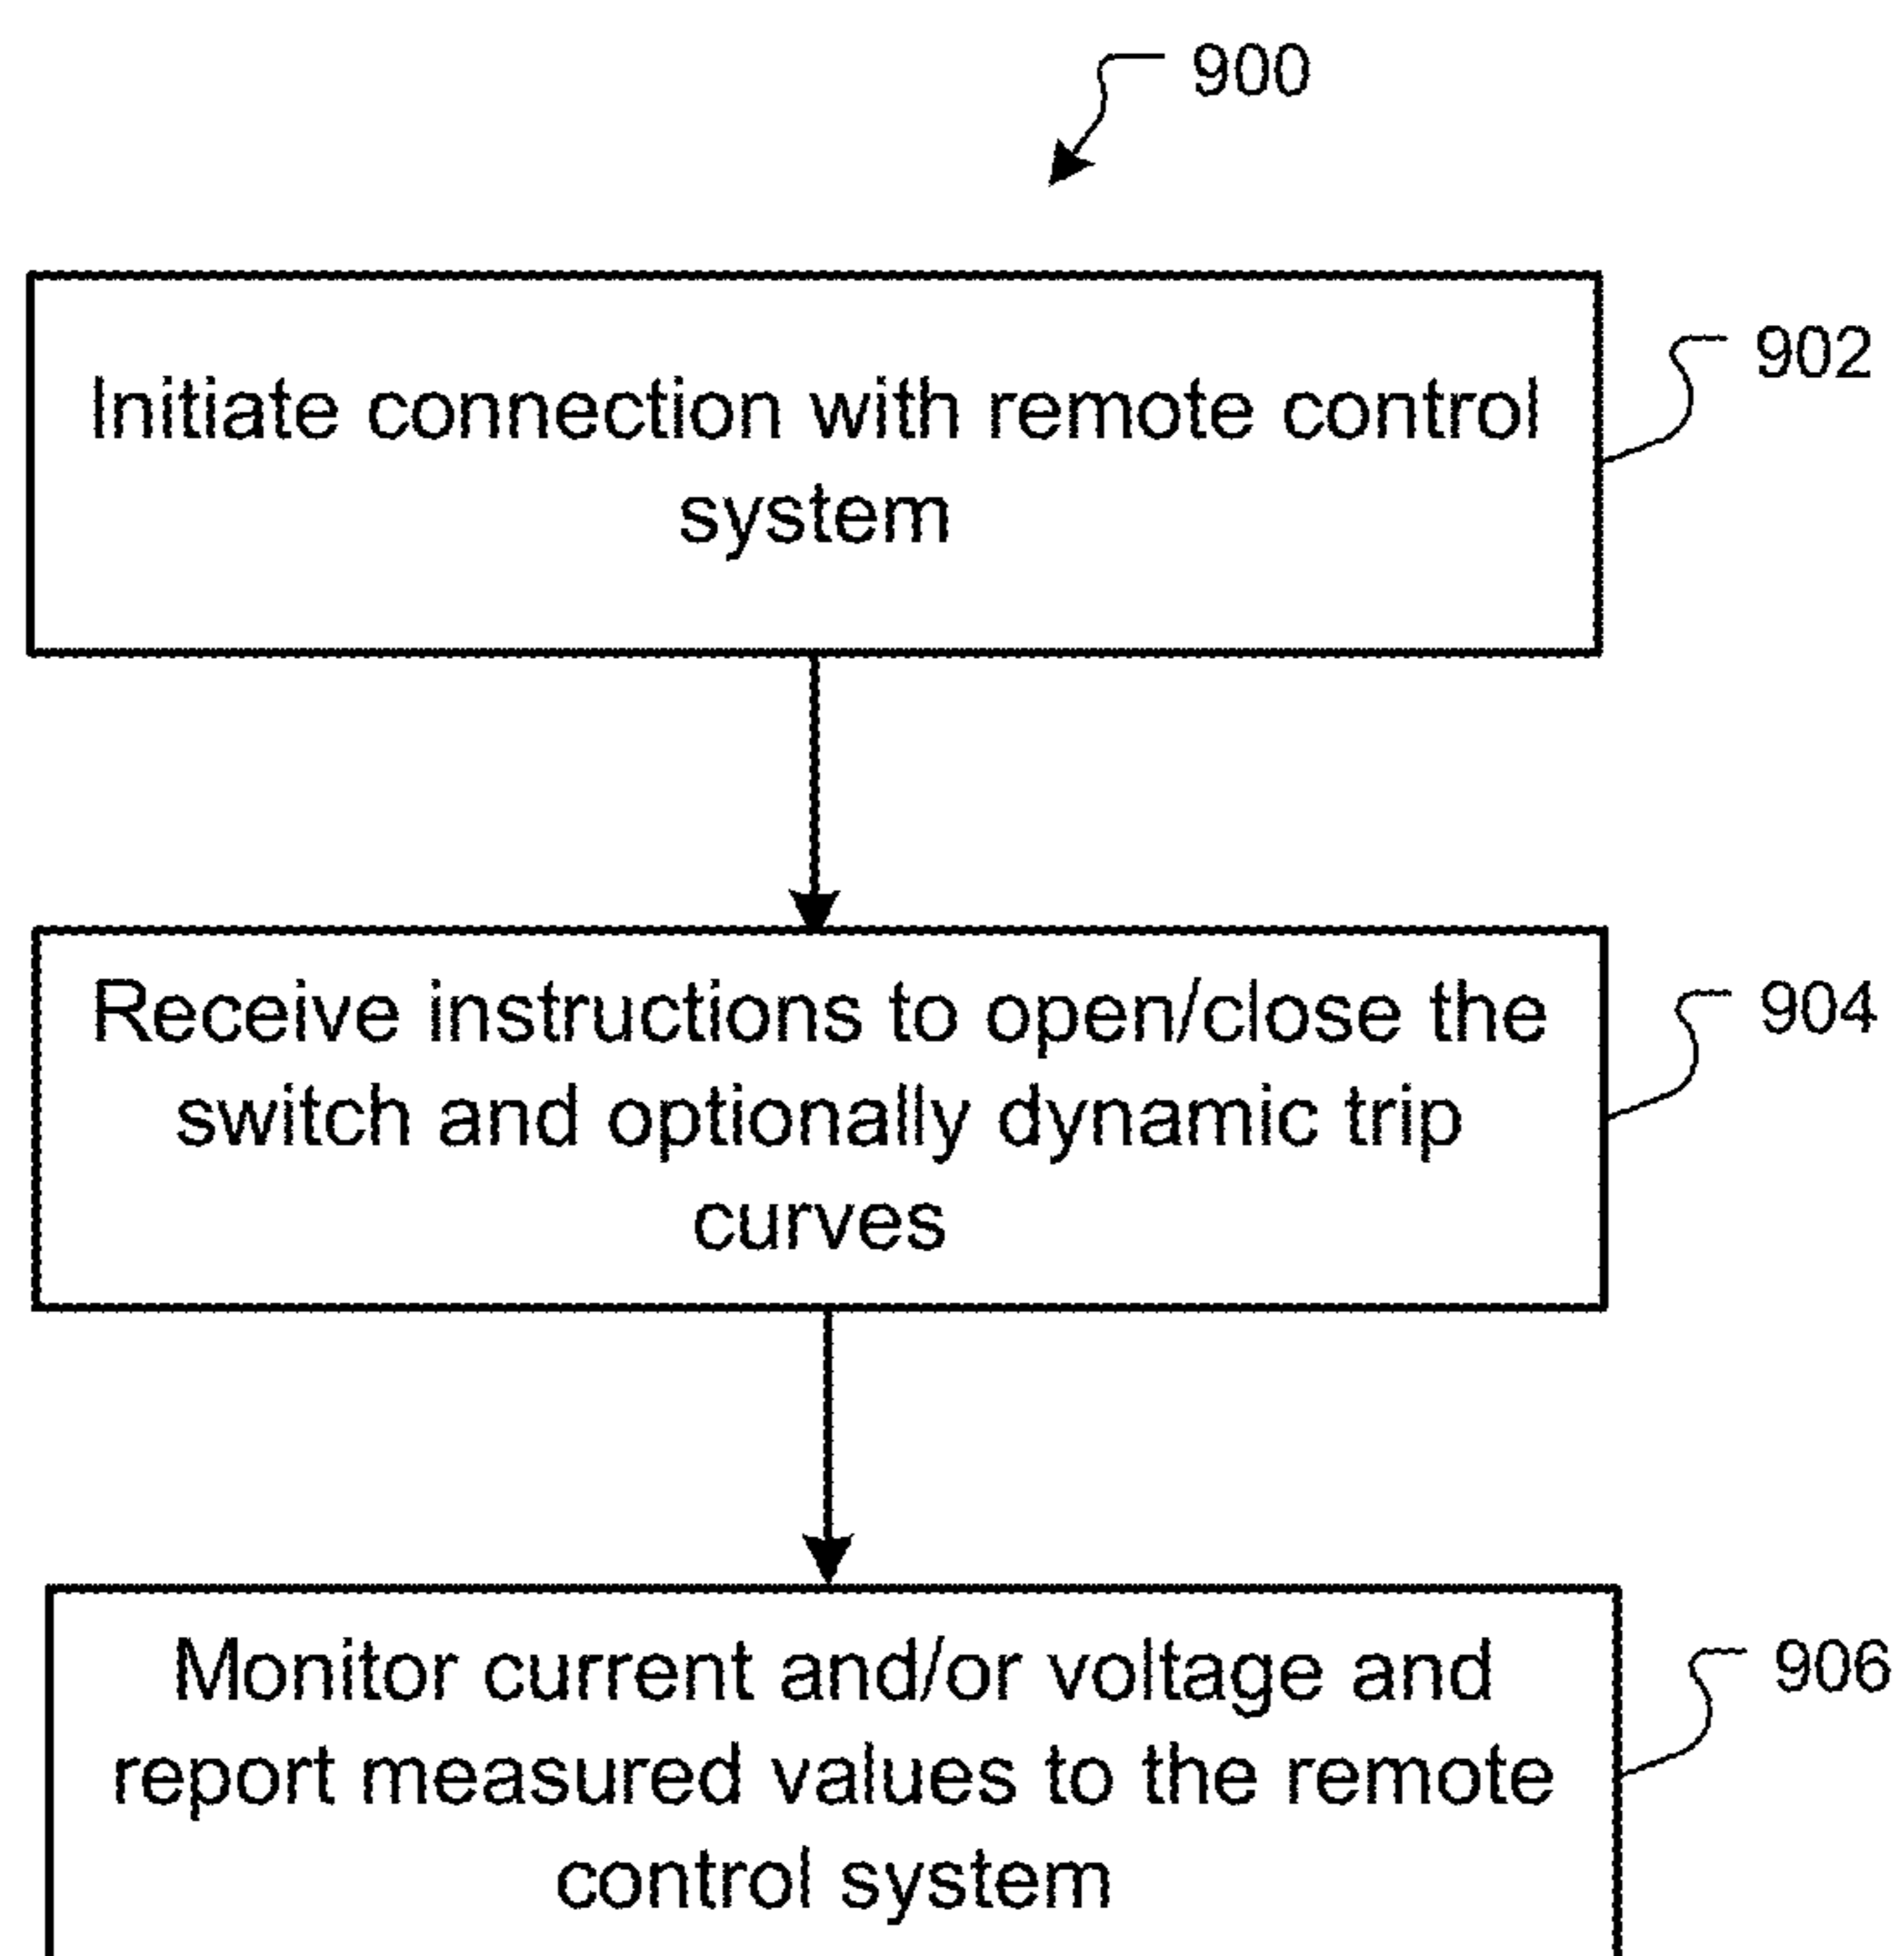 900
Initiate connection with remote control
system
902
Receive instructions to open/close the
switch and optionally dynamic trip
curves
904
Monitor current and/or voltage and
report measured values to the remote
control system
906